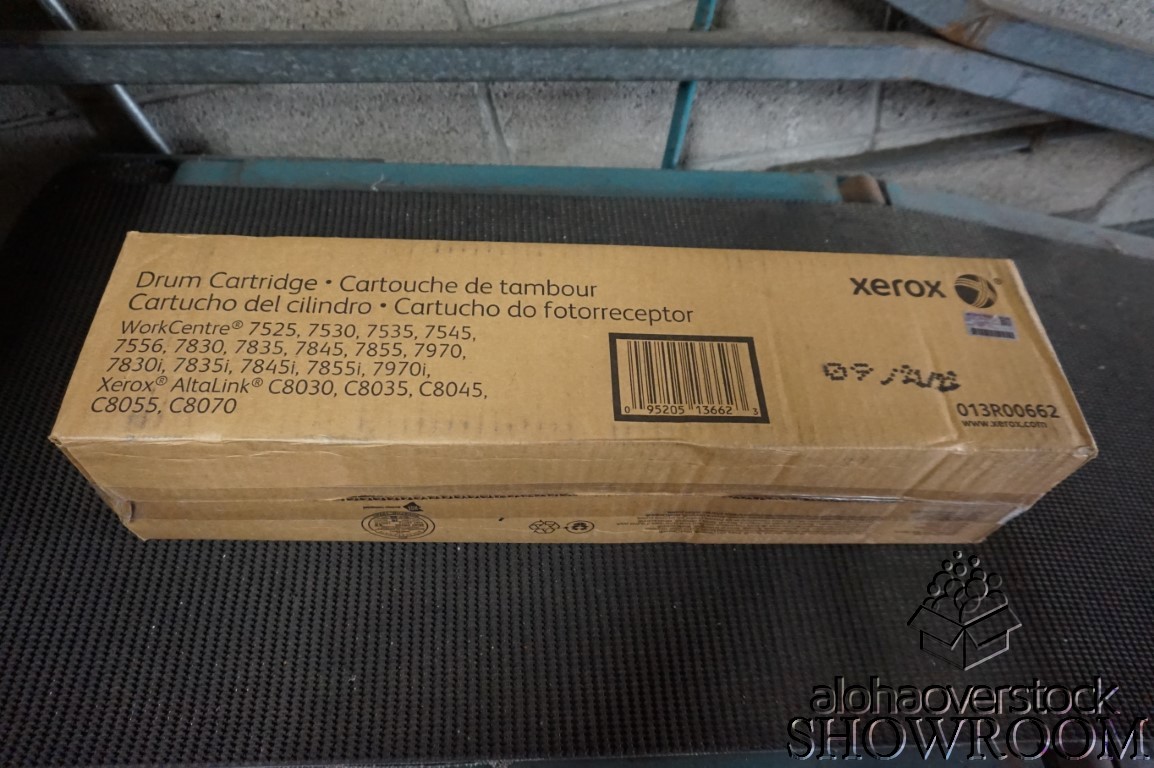 Drum Cartridge • Cartouche de tambour
Cartucho del cilindro • Cartucho do fotorreceptor
WorkCentre® 7525, 7530, 7535, 7545,
7556, 7830, 7835, 7845, 7855, 7970,
7830i, 7835i, 7845i, 7855i, 7970i,
Xerox® AltaLink® C8030, C8035, C8045,
C8055, C8070
xerox®
0 95205 13662 3
013R00662
www.xerox.com
alohaoverstock
SHOWROOM